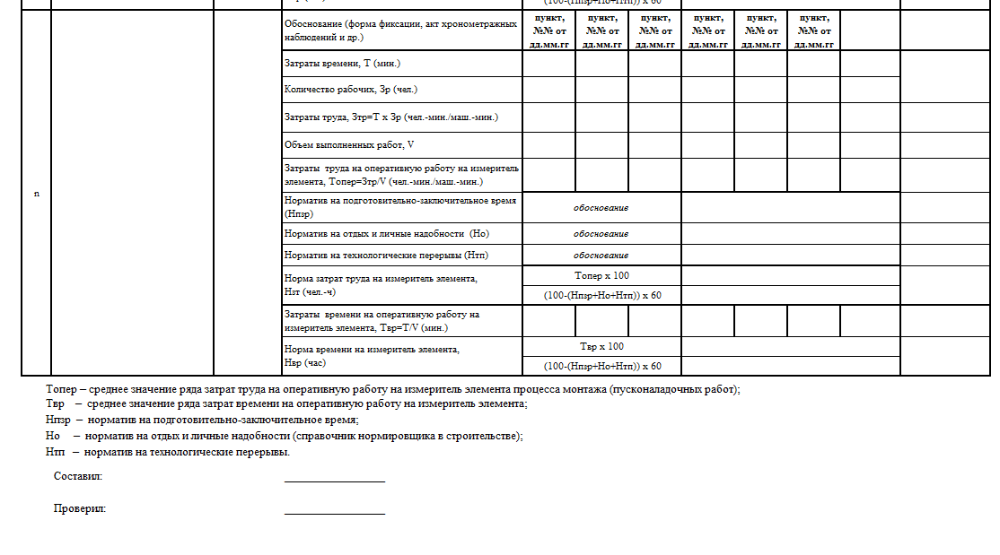 (100-(Нпзр+Но+Нтп)) х 60
Обоснование (форма фиксации, акт хронометражных
наблюдений и др.)
пункт, пункт, пункт, пункт, пункт, пункт,
№№ от №№ от №№ от №№ от №№ от №№ от
дд.мм.гг дд.мм.гг дд.мм.гг дд.мм.гг дд.мм.гг дд.мм.гг
Затраты времени, Т (мин.)
Количество рабочих, Зр (чел.)
Затраты труда, Зтр=Т х Зр (чел.-мин./маш.-мин.)
Объем выполненных работ, V
Затраты труда на оперативную работу на измеритель
элемента, Топер=Зтр/V (чел.-мин./маш.-мин.)
n
Норматив на подготовительно-заключительное время
(Нпзр)
обоснование
Норматив на отдых и личные надобности (Но)
обоснование
Норматив на технологические перерывы (Нтп)
обоснование
Норма затрат труда на измеритель элемента,
Нзт (чел.-ч)
Топер х 100
(100-(Нпзр+Но+Нтп)) х 60
Затраты времени на оперативную работу на
измеритель элемента, Твр=Т/V (мин.)
Норма времени на измеритель элемента,
Нвр (час)
Твр х 100
(100-(Нпзр+Но+Нтп)) х 60
Топер – среднее значение ряда затрат труда на оперативную работу на измеритель элемента процесса монтажа (пусконаладочных работ);
Твр – среднее значение ряда затрат времени на оперативную работу на измеритель элемента;
Нпзр – норматив на подготовительно-заключительное время;
Но – норматив на отдых и личные надобности (справочник нормировщика в строительстве);
Нтп – норматив на технологические перерывы.
Составил:
Проверил: